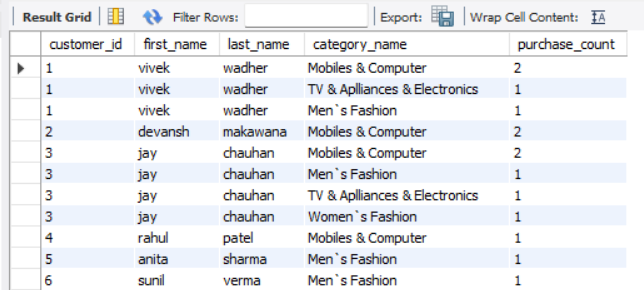 Result Grid Filter Rows: Export: Wrap Cell Content: IA
customer_id first_name last_name category_name purchase_count
1 vivek wadher Mobiles & Computer 2
1 vivek wadher TV & Aplliances & Electronics 1
1 vivek wadher Men`s Fashion 1
2 devansh makawana Mobiles & Computer 2
3 jay chauhan Mobiles & Computer 2
3 jay chauhan Men`s Fashion 1
3 jay chauhan TV & Aplliances & Electronics 1
3 jay chauhan Women`s Fashion 1
4 rahul patel Mobiles & Computer 1
5 anita sharma Men`s Fashion 1
6 sunil verma Men`s Fashion 1